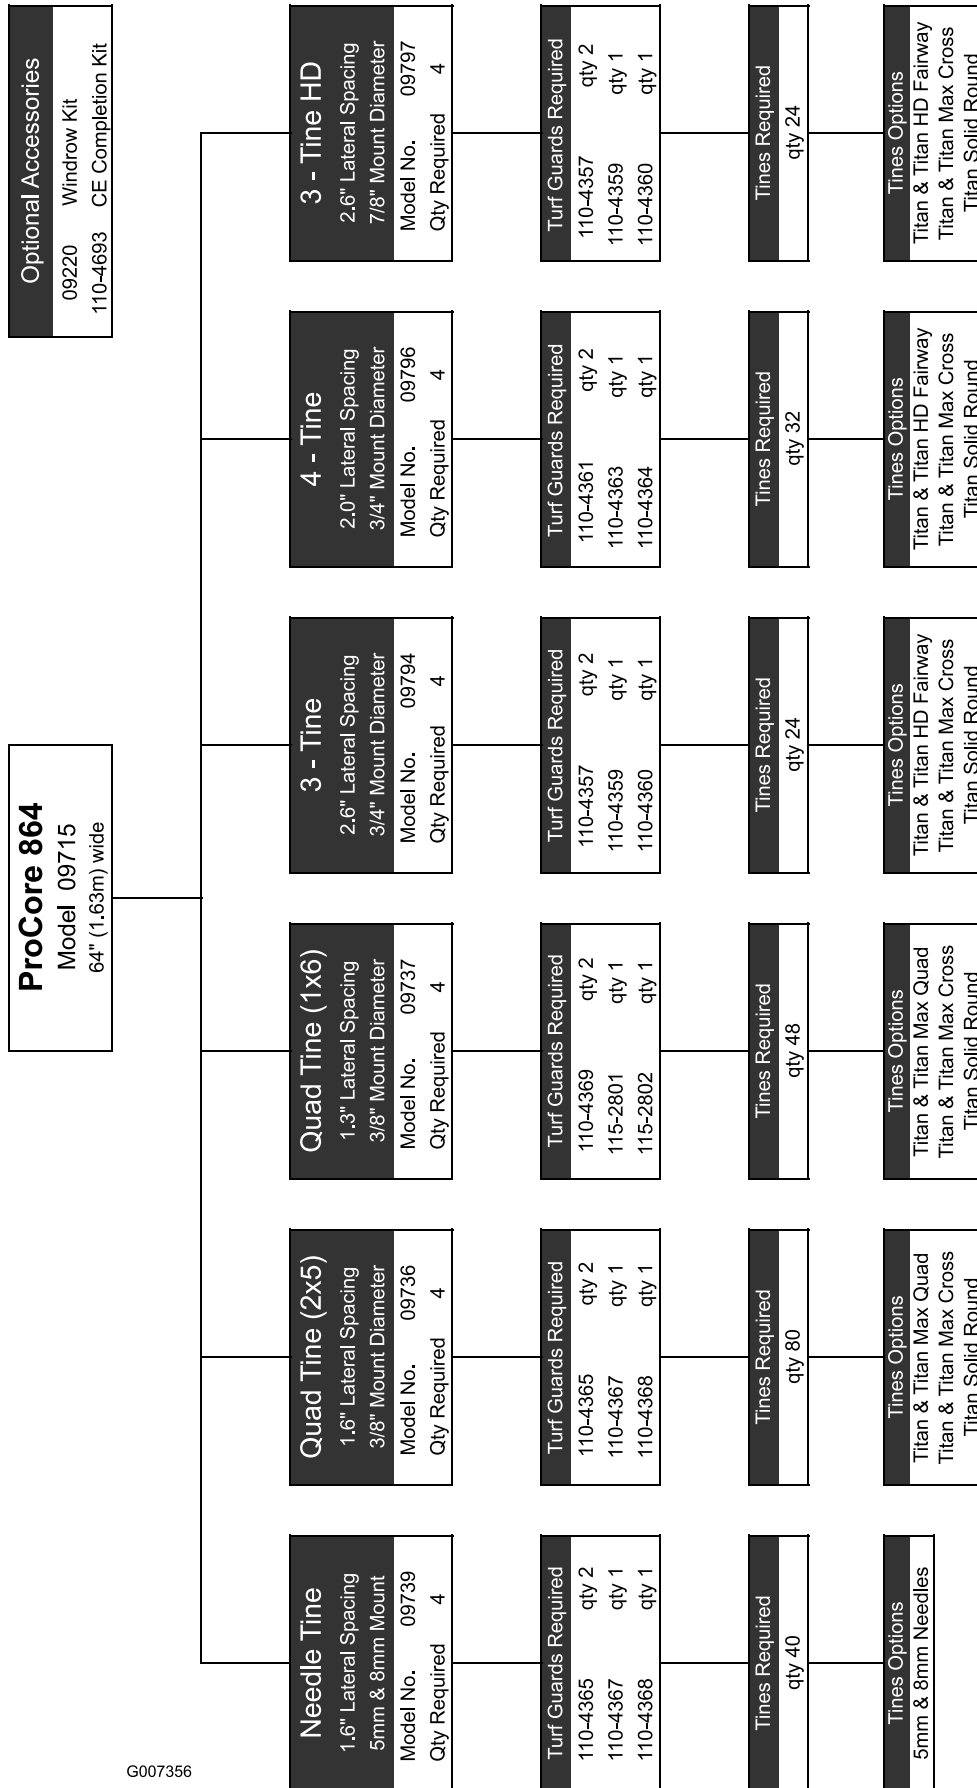 ProCore 864
Model 09715
64" (1.63m) wide
Optional Accessories
09220 Windrow Kit
110-4693 CE Completion Kit
Needle Tine
1.6" Lateral Spacing
5mm & 8mm Mount
Model No. 09739
Qty Required 4
Turf Guards Required
110-4365 qty 2
110-4367 qty 1
110-4368 qty 1
Tines Required
qty 40
Tines Options
5mm & 8mm Needles
Quad Tine (2x5)
1.6" Lateral Spacing
3/8" Mount Diameter
Model No. 09736
Qty Required 4
Turf Guards Required
110-4365 qty 2
110-4367 qty 1
110-4368 qty 1
Tines Required
qty 80
Tines Options
Titan & Titan Max Quad
Titan & Titan Max Cross
Titan Solid Round
Quad Tine (1x6)
1.3" Lateral Spacing
3/8" Mount Diameter
Model No. 09737
Qty Required 4
Turf Guards Required
110-4369 qty 2
115-2801 qty 1
115-2802 qty 1
Tines Required
qty 48
Tines Options
Titan & Titan Max Quad
Titan & Titan Max Cross
Titan Solid Round
3 - Tine
2.6" Lateral Spacing
3/4" Mount Diameter
Model No. 09794
Qty Required 4
Turf Guards Required
110-4357 qty 2
110-4359 qty 1
110-4360 qty 1
Tines Required
qty 24
Tines Options
Titan & Titan HD Fairway
Titan & Titan Max Cross
Titan Solid Round
4 - Tine
2.0" Lateral Spacing
3/4" Mount Diameter
Model No. 09796
Qty Required 4
Turf Guards Required
110-4361 qty 2
110-4363 qty 1
110-4364 qty 1
Tines Required
qty 32
Tines Options
Titan & Titan HD Fairway
Titan & Titan Max Cross
Titan Solid Round
3 - Tine HD
2.6" Lateral Spacing
7/8" Mount Diameter
Model No. 09797
Qty Required 4
Turf Guards Required
110-4357 qty 2
110-4359 qty 1
110-4360 qty 1
Tines Required
qty 24
Tines Options
Titan & Titan HD Fairway
Titan & Titan Max Cross
Titan Solid Round
G007356